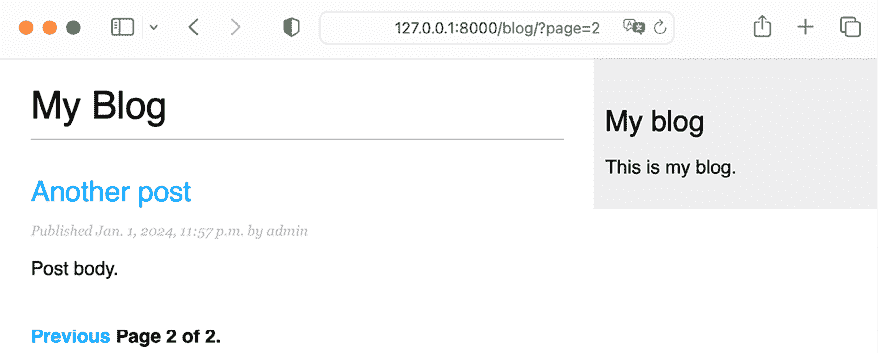 127.0.0.1:8000/blog/?page=2
My Blog
Another post
Published Jan. 1, 2024, 11:57 p.m. by admin
Post body.
Previous Page 2 of 2.
My blog
This is my blog.